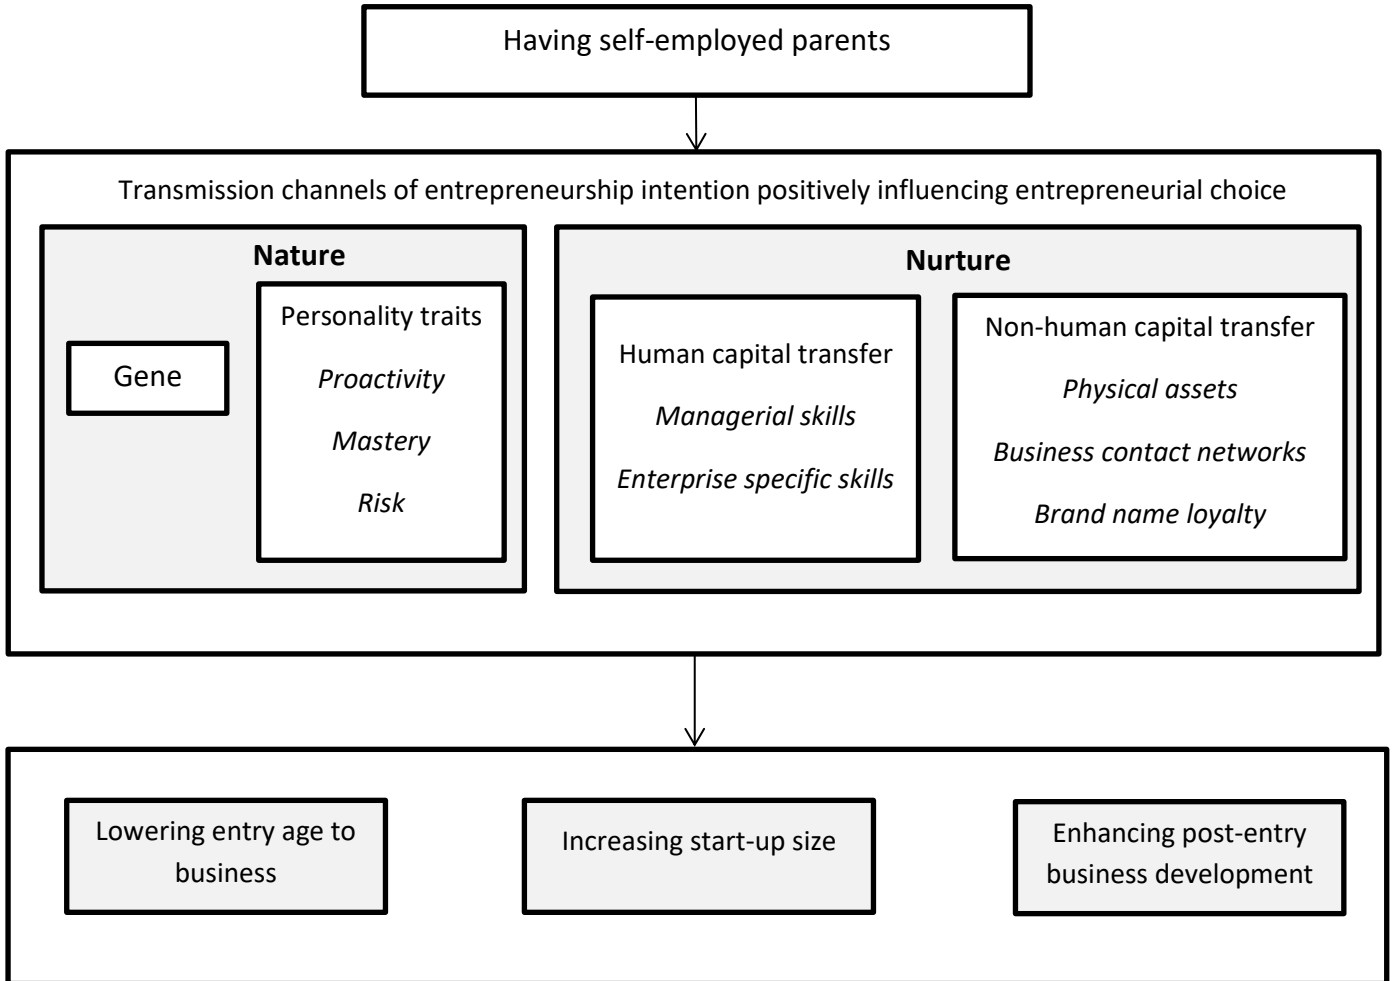 Having self-employed parents
Transmission channels of entrepreneurship intention positively influencing entrepreneurial choice
Nature
Gene
Personality traits
Proactivity
Mastery
Risk
Nurture
Human capital transfer
Managerial skills
Enterprise specific skills
Non-human capital transfer
Physical assets
Business contact networks
Brand name loyalty
Lowering entry age to
business
Increasing start-up size
Enhancing post-entry
business development